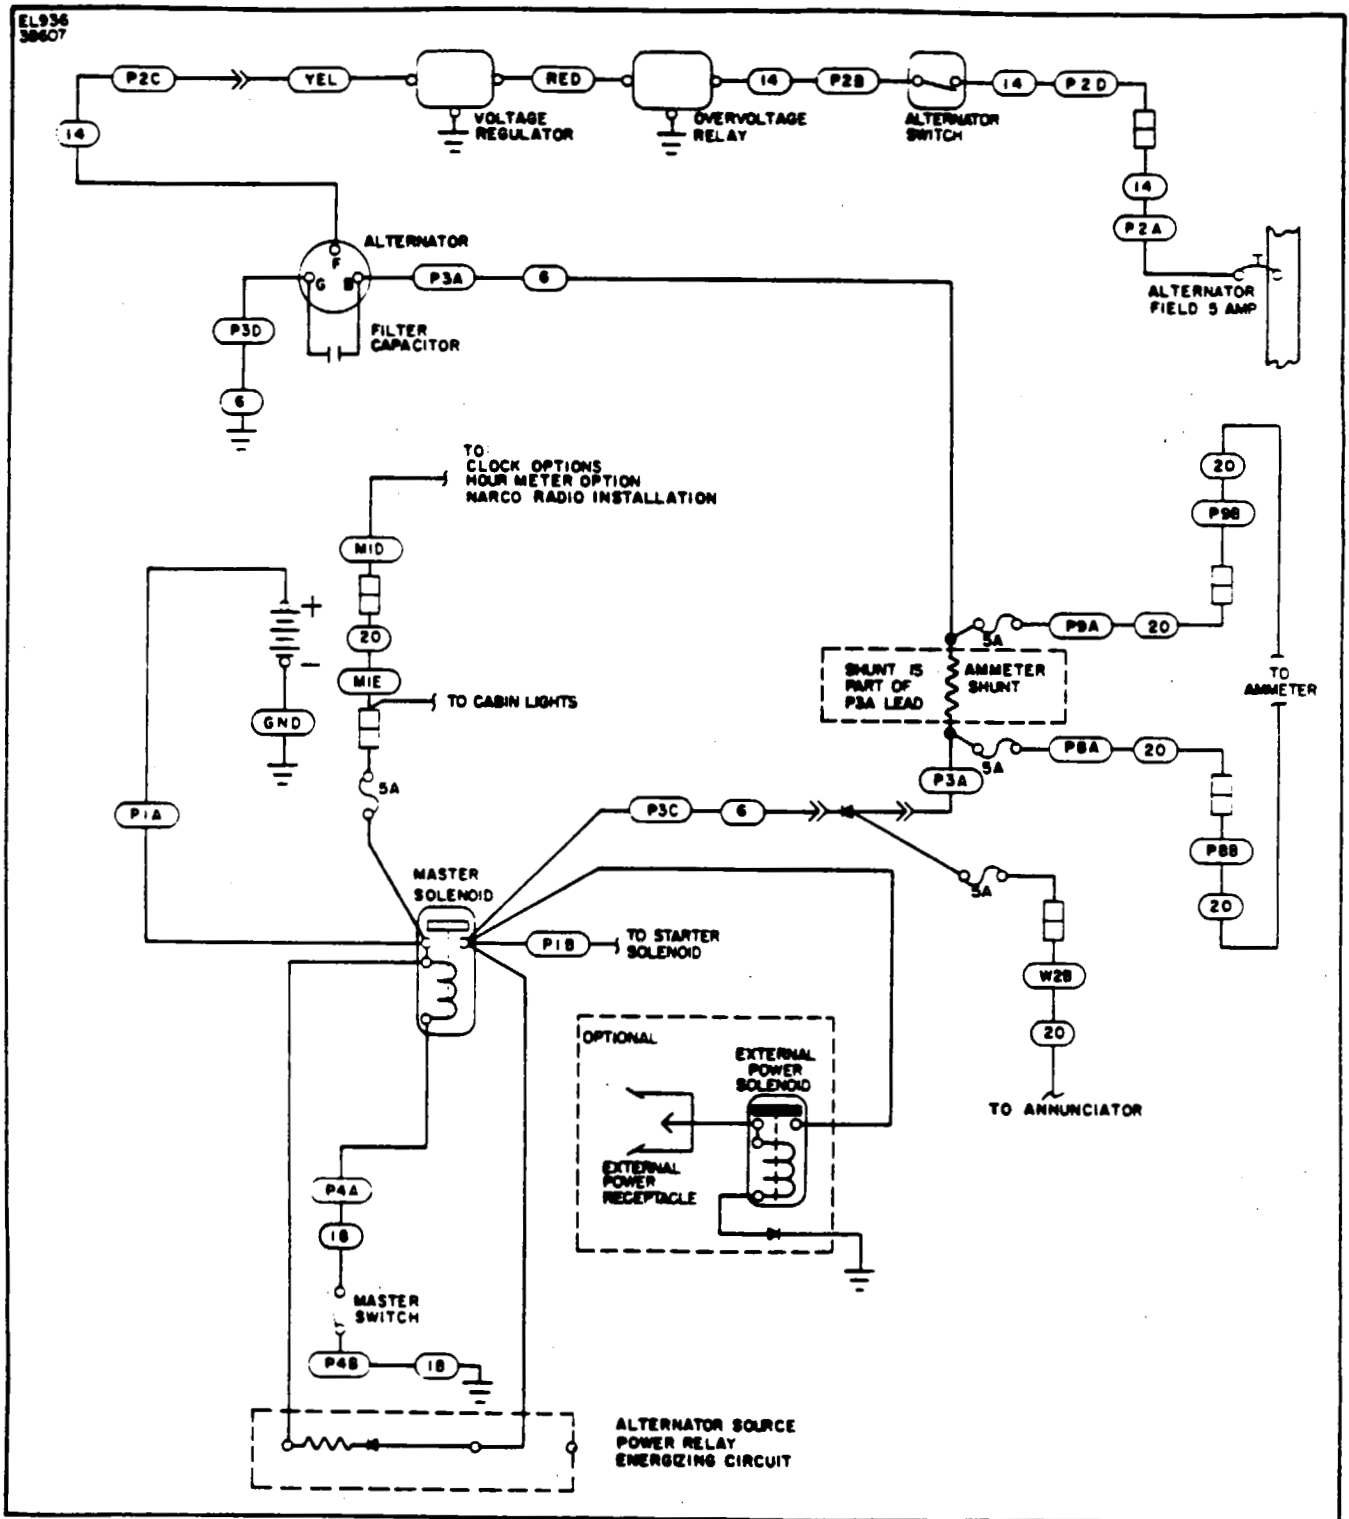 EL936
3B607
P2C
YEL
RED
14
P2B
14
P2D
14
VOLTAGE
REGULATOR
OVERVOLTAGE
RELAY
ALTERNATOR
SWITCH
14
P2A
ALTERNATOR
F
G
B
P3A
6
ALTERNATOR
FIELD 5 AMP
P3D
FILTER
CAPACITOR
6
TO
CLOCK OPTIONS
HOUR METER OPTION
NARCO RADIO INSTALLATION
20
P9B
M1D
+
-
20
M1E
TO CABIN LIGHTS
GND
5A
P9A
20
SHUNT IS
PART OF
P3A LEAD
AMMETER
SHUNT
TO
AMMETER
5A
P8A
20
P3A
5A
P1A
P3C
6
P8B
20
MASTER
SOLENOID
5A
P1B
TO STARTER
SOLENOID
W2B
20
TO ANNUNCIATOR
OPTIONAL
EXTERNAL
POWER
SOLENOID
EXTERNAL
POWER
RECEPTACLE
P4A
18
MASTER
SWITCH
P4B
18
ALTERNATOR SOURCE
POWER RELAY
ENERGIZING CIRCUIT